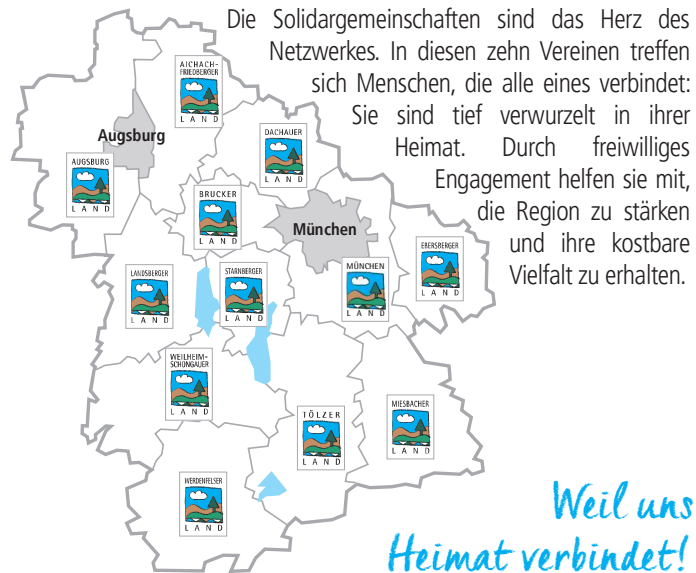 Die Solidargemeinschaften sind das Herz des
Netzwerkes. In diesen zehn Vereinen treffen
sich Menschen, die alle eines verbindet:
Sie sind tief verwurzelt in ihrer
Heimat. Durch freiwilliges
Engagement helfen sie mit,
die Region zu stärken
und ihre kostbare
Vielfalt zu erhalten.
AICHACH-
FRIEDBERGER
LAND
Augsburg
DACHAUER
LAND
AUGSBURG
LAND
BRUCKER
LAND
München
EBERSBERGER
LAND
LANDSBERGER
LAND
STARNBERGER
LAND
MÜNCHEN
LAND
WEILHEIM-
SCHONGAUER
LAND
TÖLZER
LAND
MIESBACHER
LAND
WERDENFELSER
LAND
Weil uns
Heimat verbindet!